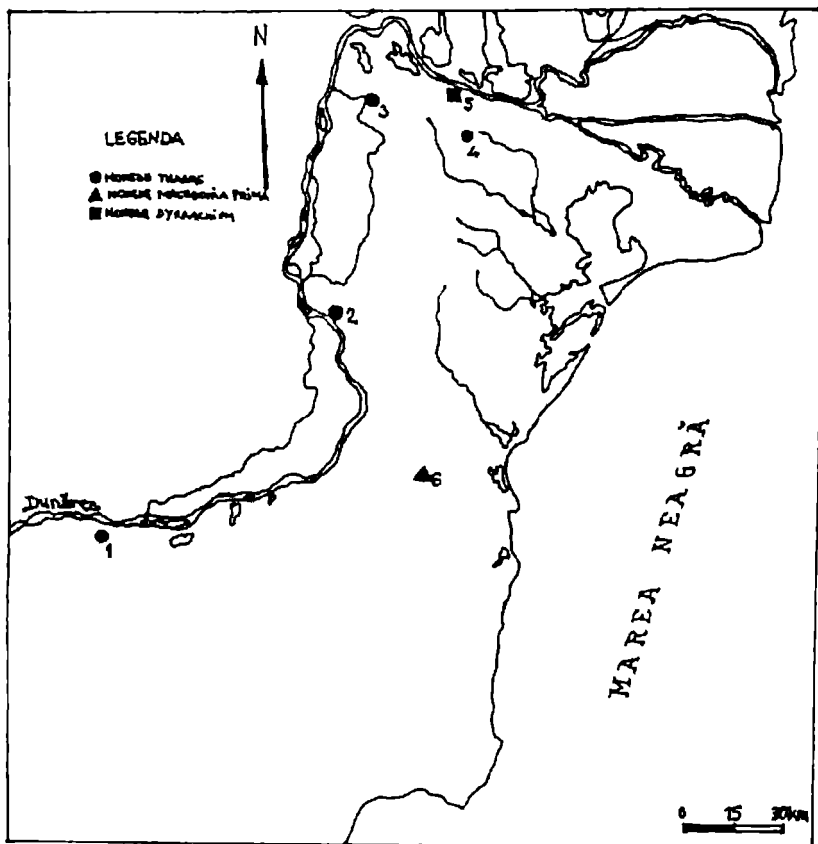 N
LEGENDA
MONEDE THASOS
MONEDE MACEDONIA PRIMA
MONEDE DYRRACHIUM
3
5
4
2
6
Dunărea
1
MAREA NEAGRĂ
0 15 30km